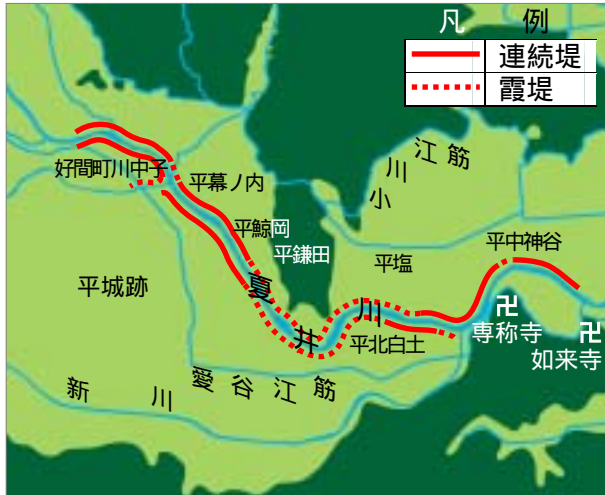 凡例
連続堤
霞堤
小川江筋
好間町川中子
平幕ノ内
平鯨岡
平鎌田
平塩
平中神谷
平城跡
夏井川
平北白土
卍
専称寺
卍
如来寺
愛谷江筋
新川